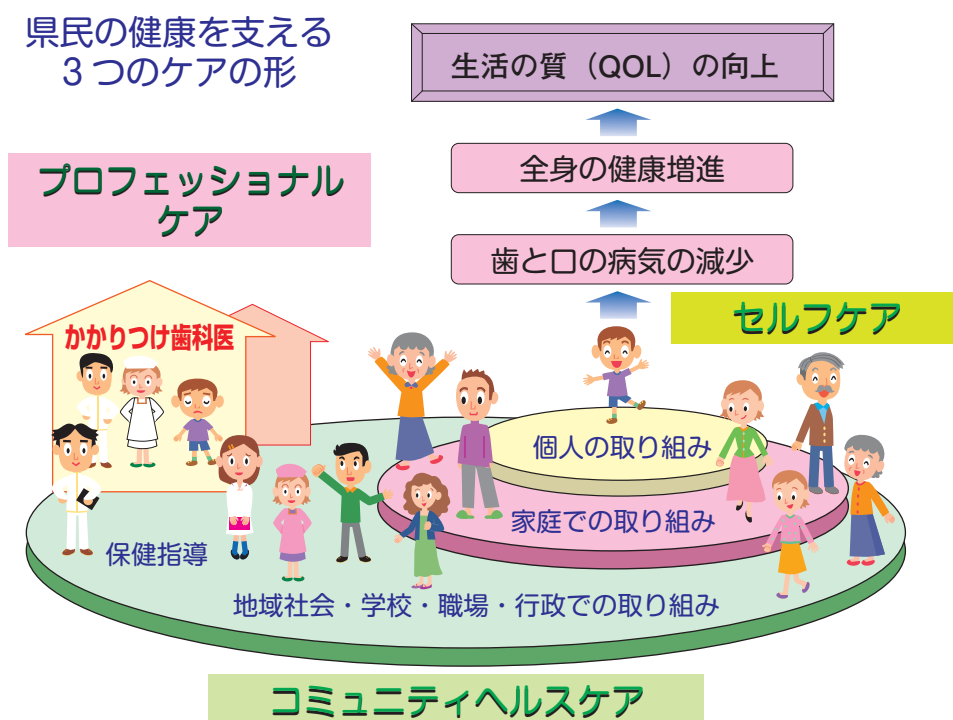 県民の健康を支える
3つのケアの形
生活の質（QOL）の向上
全身の健康増進
歯と口の病気の減少
プロフェッショナル
ケア
セルフケア
かかりつけ歯科医
個人の取り組み
家庭での取り組み
保健指導
地域社会・学校・職場・行政での取り組み
コミュニティヘルスケア